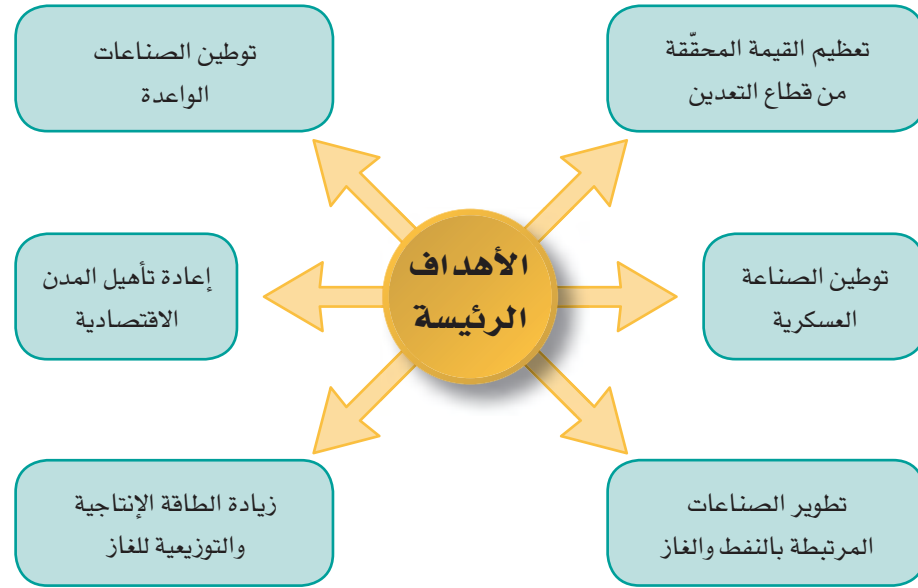 تعظيم القيمة المحقّقة
من قطاع التعدين
توطين الصناعات
الواعدة
الأهداف
الرئيسة
توطين الصناعة
العسكرية
إعادة تأهيل المدن
الاقتصادية
تطوير الصناعات
المرتبطة بالنفط والغاز
زيادة الطاقة الإنتاجية
والتوزيعية للغاز